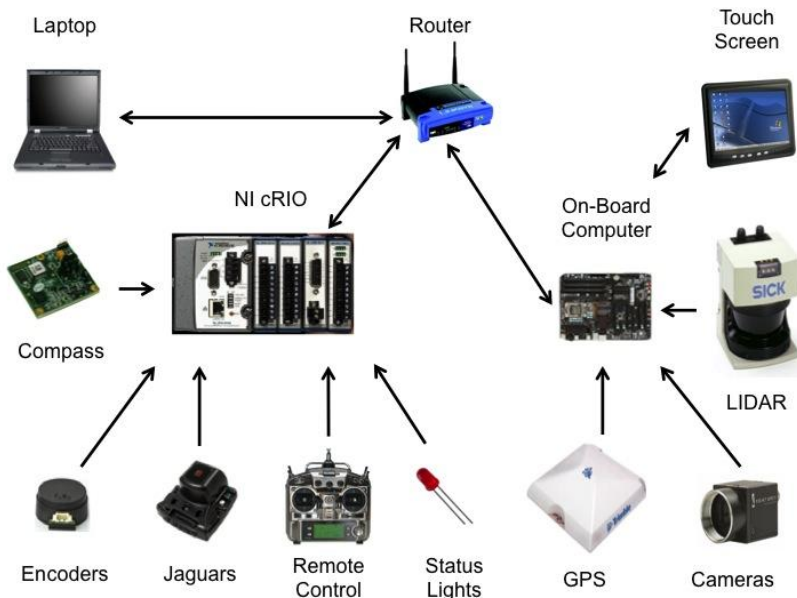 Laptop
Router
Touch
Screen
NI cRIO
On-Board
Computer
SICK
Compass
LIDAR
Encoders
Jaguars
Remote
Control
Status
Lights
GPS
Cameras